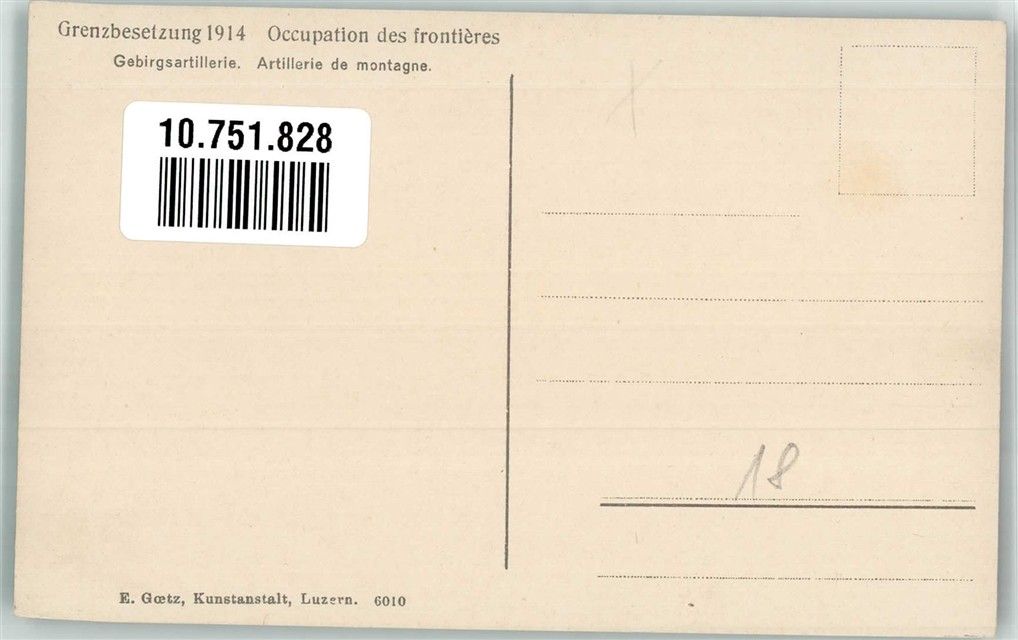 Grenzbesetzung 1914 Occupation des frontières
Gebirgsartillerie. Artillerie de montagne.
10.751.828
18
E. Gœtz, Kunstanstalt, Luzern. 6010